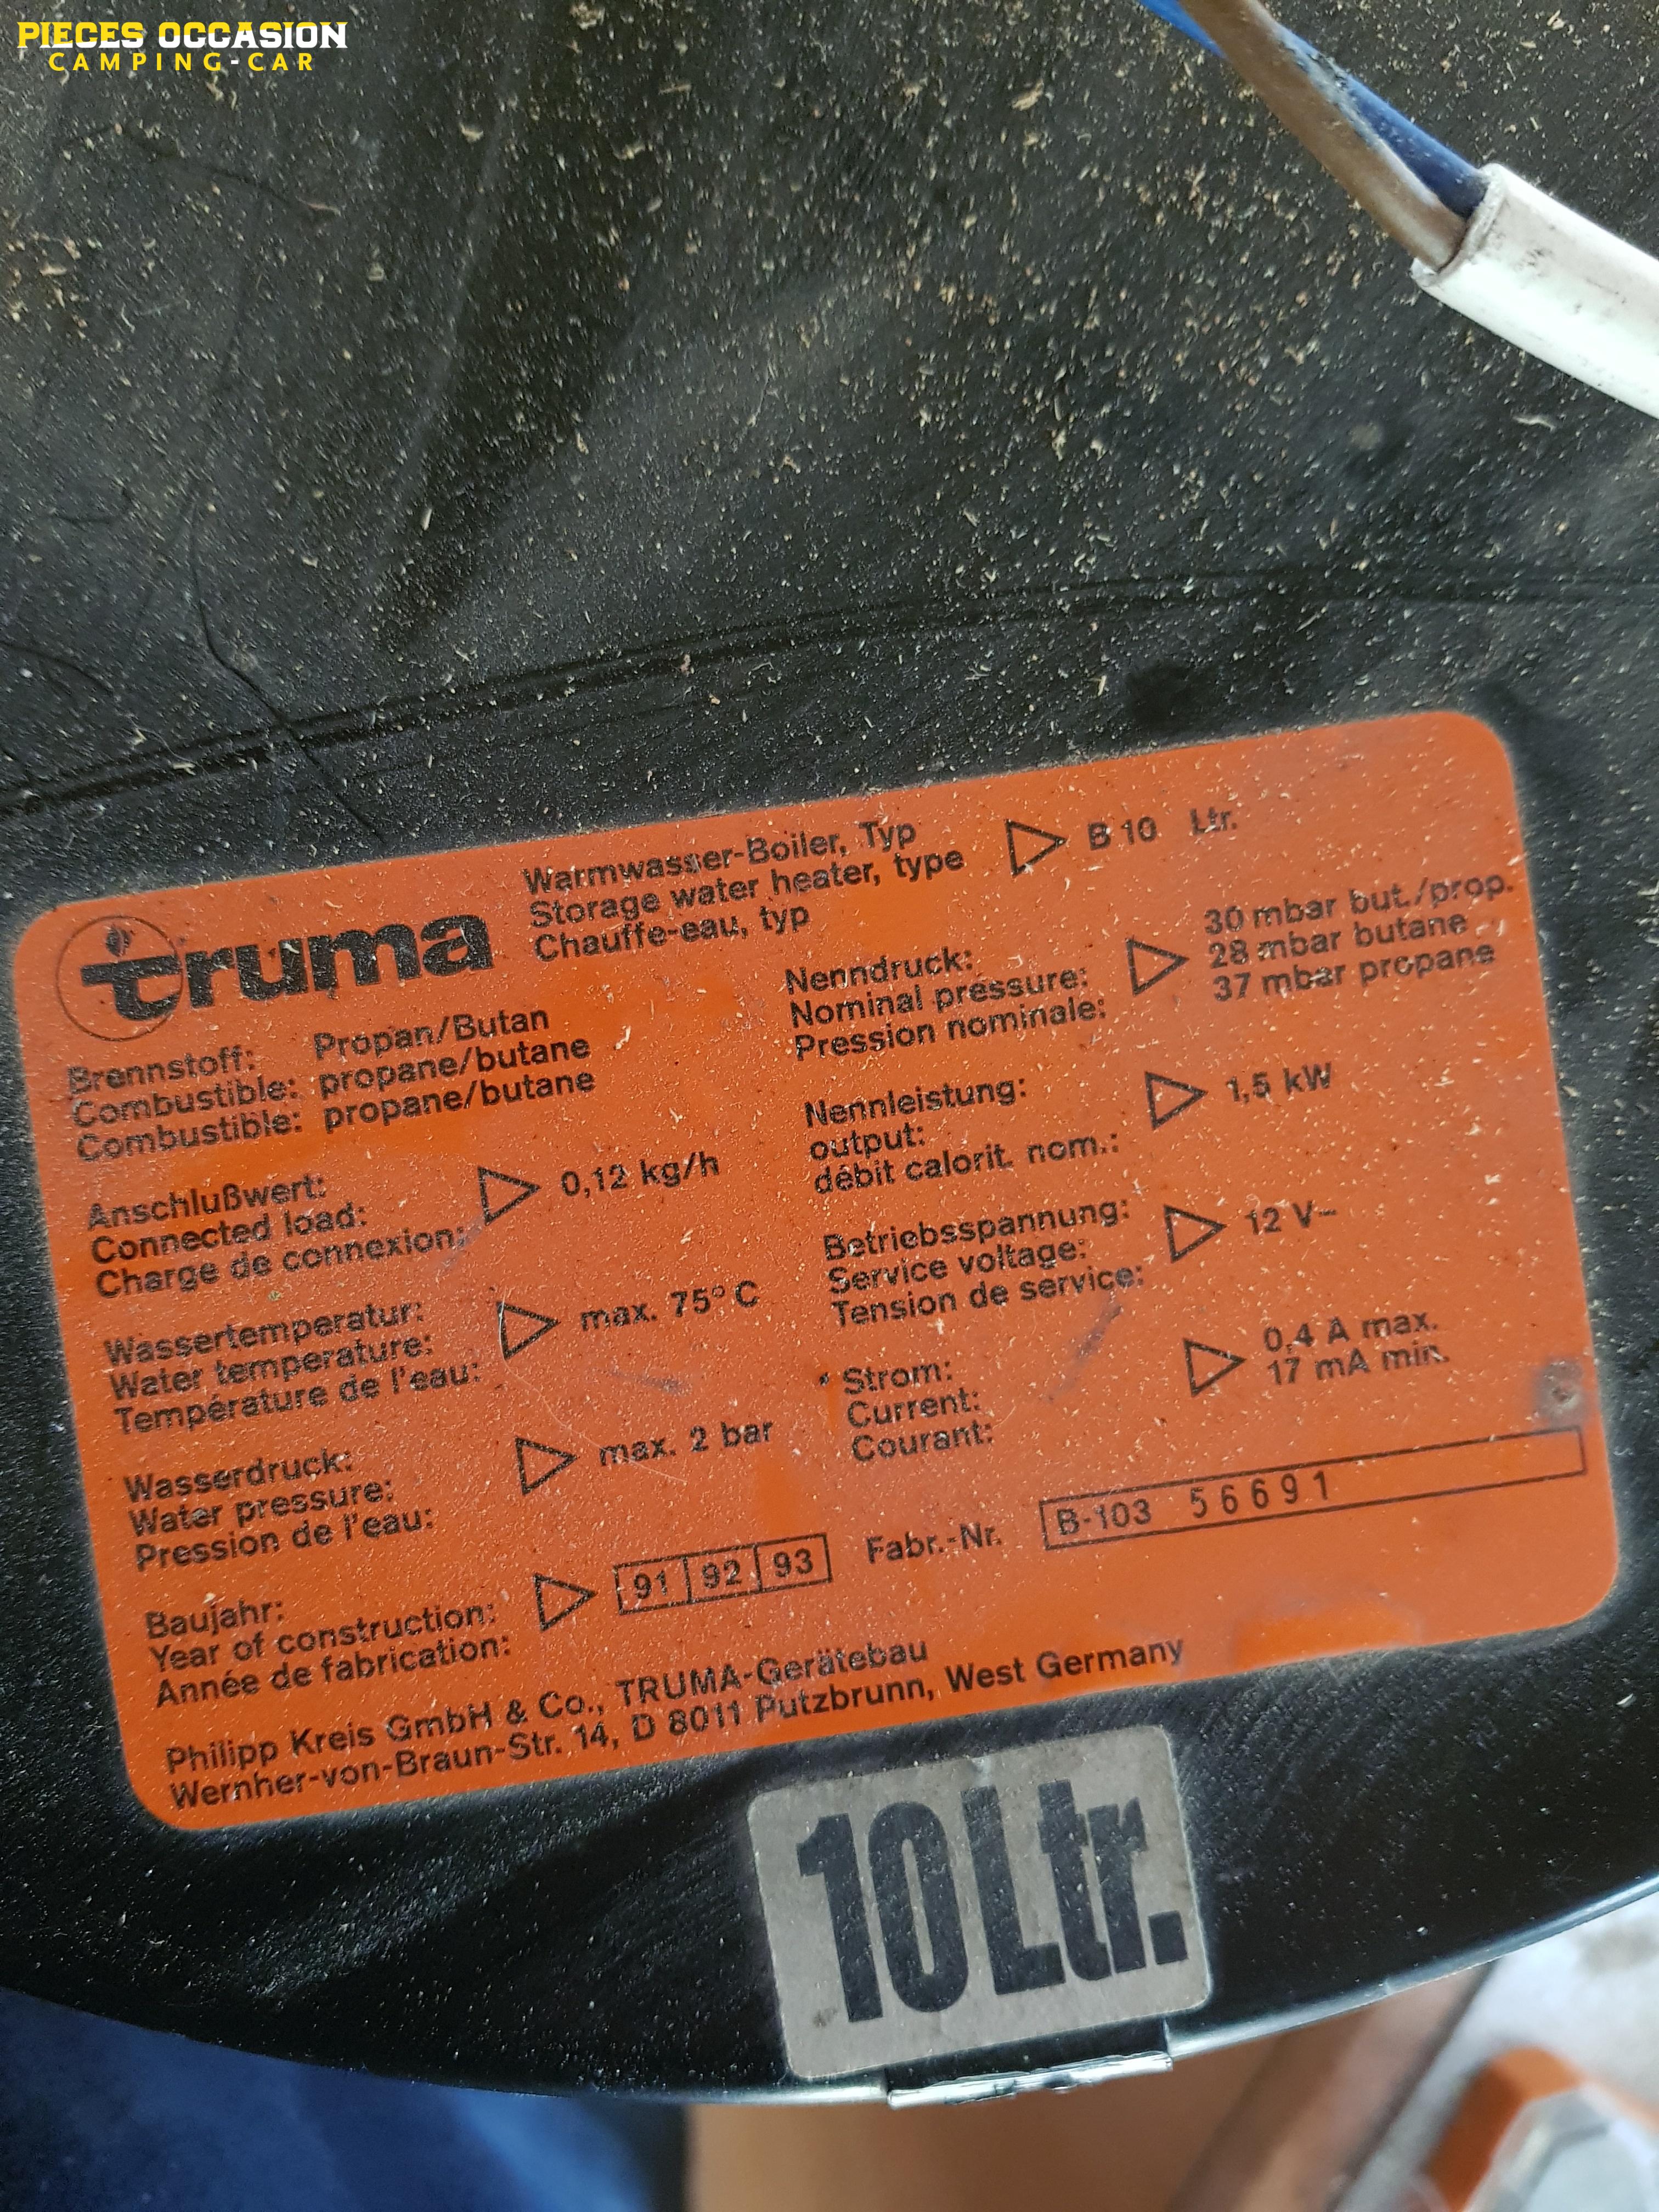 PIECES OCCASION
CAMPING-CAR
truma
Warmwasser-Boiler, Typ
Storage water heater, type
Chauffe-eau, typ
B 10 Ltr.
Brennstoff: Propan/Butan
Combustible: propane/butane
Combustible: propane/butane
Nenndruck:
Nominal pressure:
Pression nominale:
30 mbar but./prop.
28 mbar butane
37 mbar propane
Anschlußwert:
Connected load:
Charge de connexion:
0,12 kg/h
Nennleistung:
output:
débit calorit. nom.:
1,5 kW
Wassertemperatur:
Water temperature:
Température de l'eau:
max. 75° C
Betriebsspannung:
Service voltage:
Tension de service:
12 V–
Wasserdruck:
Water pressure:
Pression de l'eau:
max. 2 bar
Strom:
Current:
Courant:
0,4 A max.
17 mA min.
Baujahr:
Year of construction:
Année de fabrication:
91 92 93
Fabr.-Nr. B-103 56691
Philipp Kreis GmbH & Co., TRUMA-Gerätebau
Wernher-von-Braun-Str. 14, D 8011 Putzbrunn, West Germany
10Ltr.